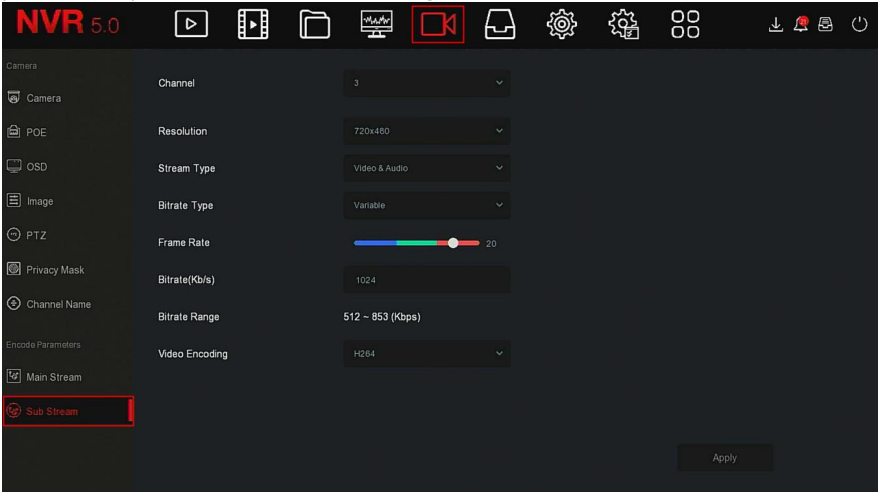 NVR 5.0
21
Camera
Camera
POE
OSD
Image
PTZ
Privacy Mask
Channel Name
Encode Parameters
Main Stream
Sub Stream
Channel 3
Resolution 720x480
Stream Type Video & Audio
Bitrate Type Variable
Frame Rate 20
Bitrate(Kb/s) 1024
Bitrate Range 512 ~ 853 (Kbps)
Video Encoding H264
Apply